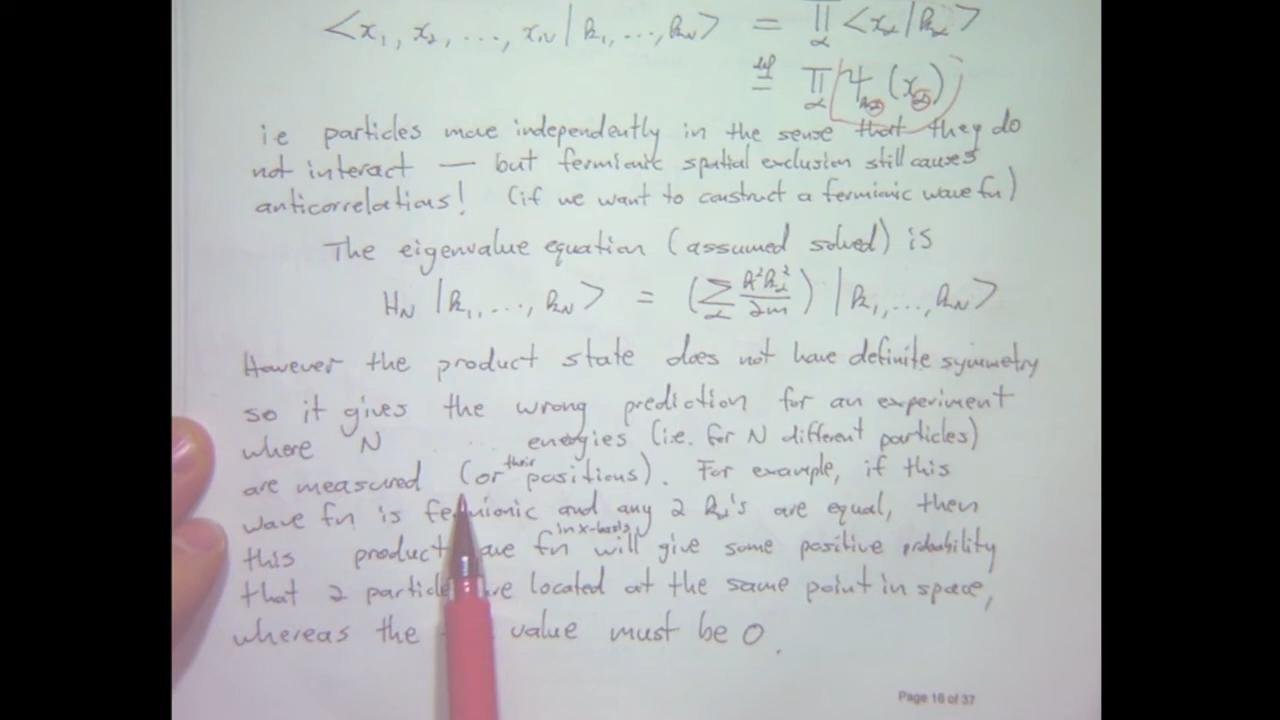 <x₁, x₂, ..., x_N | k₁, ..., k_N> = ∏_α <x_α | k_α>
def = ∏_α ψ_{k_α}(x_α)
i.e particles move independently in the sense that they do
not interact — but fermionic spatial exclusion still causes
anticorrelations! (if we want to construct a fermionic wave fn)
The eigenvalue equation (assumed solved) is
H_N |k₁, ..., k_N> = (∑_α ħ²k_α²/2m) |k₁, ..., k_N>
However the product state does not have definite symmetry
so it gives the wrong prediction for an experiment
where N energies (i.e. for N different particles)
are measured (or their positions). For example, if this
wave fn is fermionic and any 2 k_α's are equal, then
this product wave fn in x-basis will give some positive probability
that 2 particles are located at the same point in space,
whereas the value must be 0.
Page 16 of 37